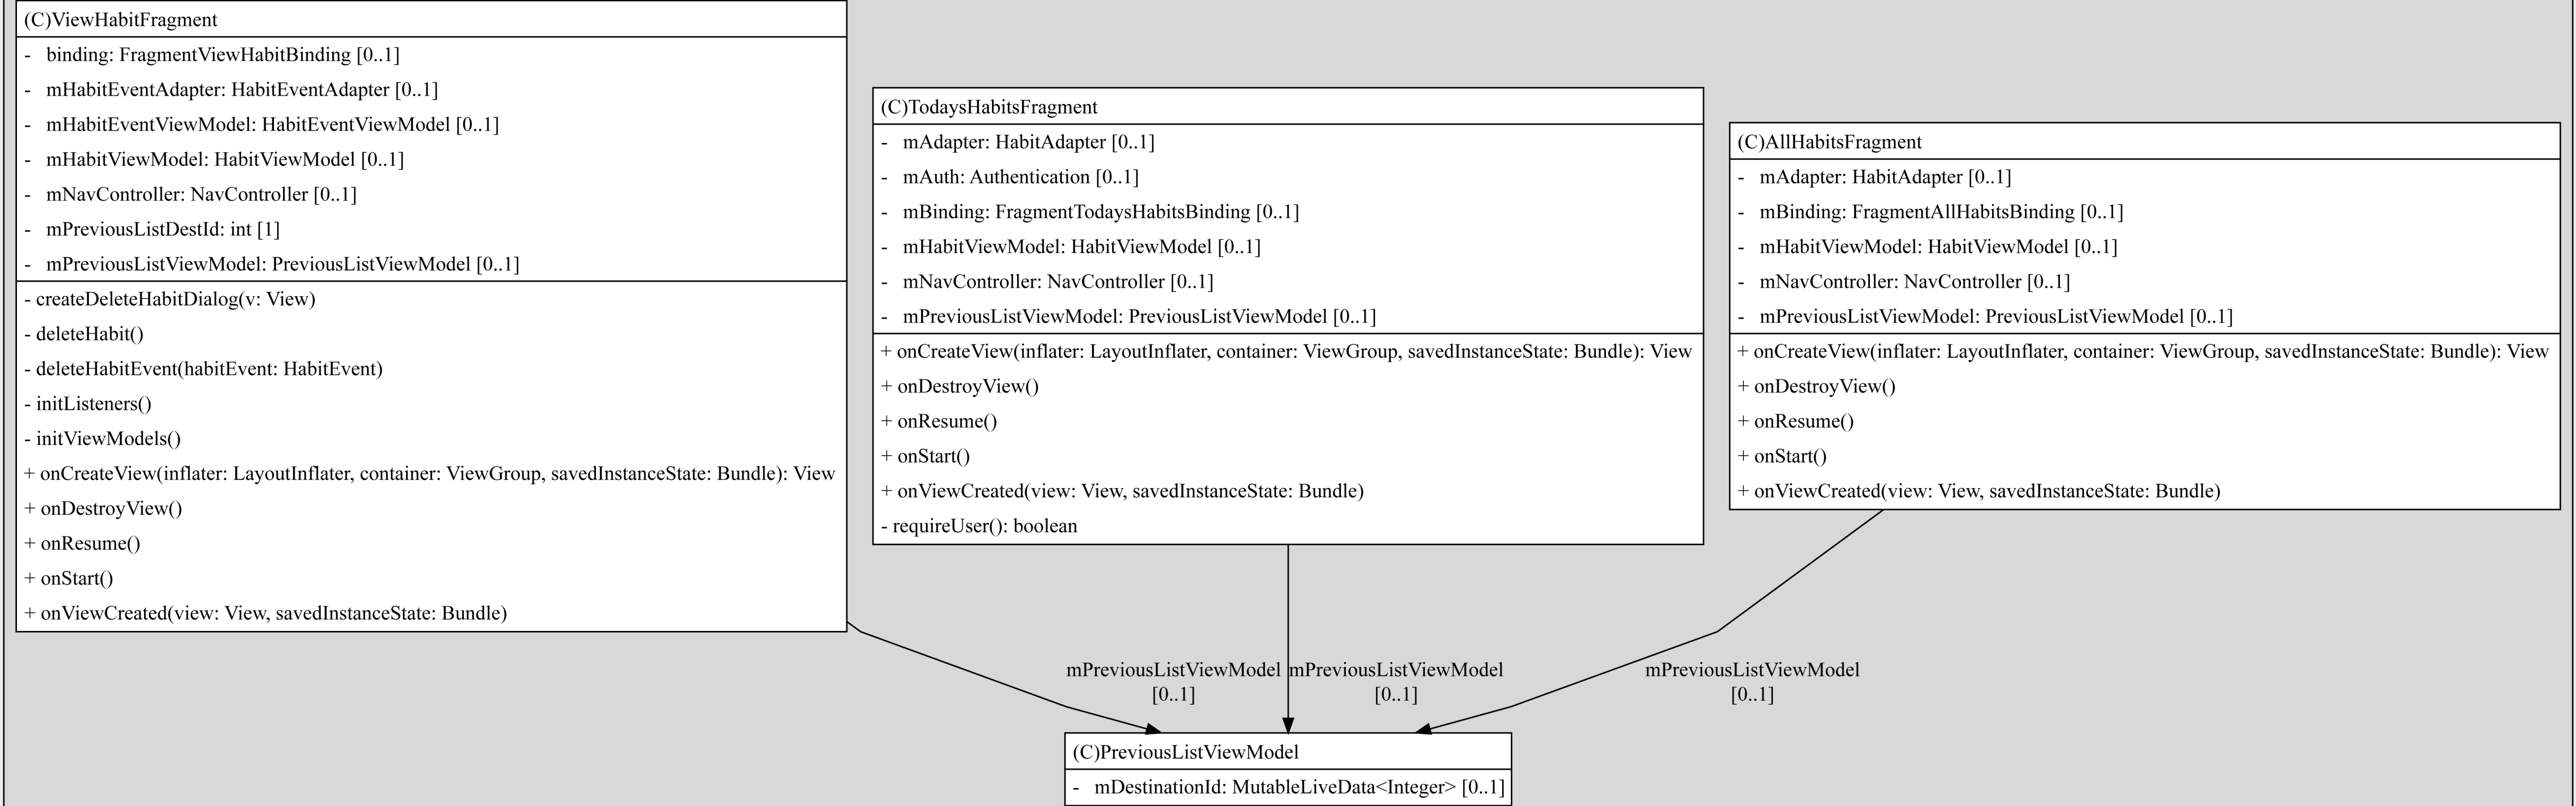 (C)ViewHabitFragment
- binding: FragmentViewHabitBinding [0..1]
- mHabitEventAdapter: HabitEventAdapter [0..1]
- mHabitEventViewModel: HabitEventViewModel [0..1]
- mHabitViewModel: HabitViewModel [0..1]
- mNavController: NavController [0..1]
- mPreviousListDestId: int [1]
- mPreviousListViewModel: PreviousListViewModel [0..1]
- createDeleteHabitDialog(v: View)
- deleteHabit()
- deleteHabitEvent(habitEvent: HabitEvent)
- initListeners()
- initViewModels()
+ onCreateView(inflater: LayoutInflater, container: ViewGroup, savedInstanceState: Bundle): View
+ onDestroyView()
+ onResume()
+ onStart()
+ onViewCreated(view: View, savedInstanceState: Bundle)
(C)TodaysHabitsFragment
- mAdapter: HabitAdapter [0..1]
- mAuth: Authentication [0..1]
- mBinding: FragmentTodaysHabitsBinding [0..1]
- mHabitViewModel: HabitViewModel [0..1]
- mNavController: NavController [0..1]
- mPreviousListViewModel: PreviousListViewModel [0..1]
+ onCreateView(inflater: LayoutInflater, container: ViewGroup, savedInstanceState: Bundle): View
+ onDestroyView()
+ onResume()
+ onStart()
+ onViewCreated(view: View, savedInstanceState: Bundle)
- requireUser(): boolean
(C)AllHabitsFragment
- mAdapter: HabitAdapter [0..1]
- mBinding: FragmentAllHabitsBinding [0..1]
- mHabitViewModel: HabitViewModel [0..1]
- mNavController: NavController [0..1]
- mPreviousListViewModel: PreviousListViewModel [0..1]
+ onCreateView(inflater: LayoutInflater, container: ViewGroup, savedInstanceState: Bundle): View
+ onDestroyView()
+ onResume()
+ onStart()
+ onViewCreated(view: View, savedInstanceState: Bundle)
mPreviousListViewModel
[0..1]
mPreviousListViewModel
[0..1]
mPreviousListViewModel
[0..1]
(C)PreviousListViewModel
- mDestinationId: MutableLiveData<Integer> [0..1]